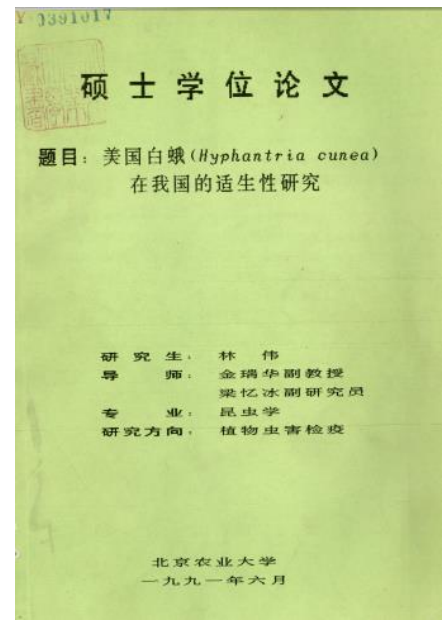 Y 0391017
硕士学位论文
题目：美国白蛾(Hyphantria cunea)
在我国的适生性研究
研究生：林伟
导师：金瑞华副教授
梁忆冰副研究员
专业：昆虫学
研究方向：植物虫害检疫
北京农业大学
一九九一年六月